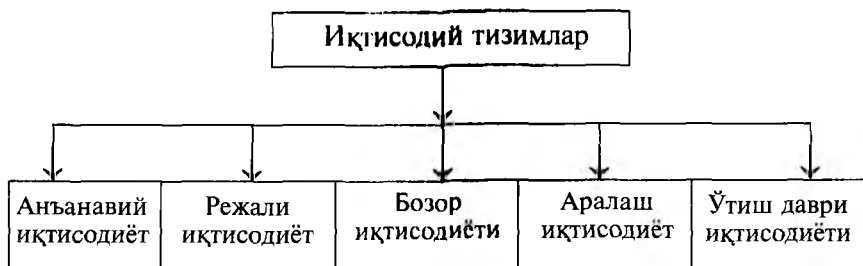 Иқтисодий тизимлар
Анъанавий
иқтисодиёт
Режали
иқтисодиёт
Бозор
иқтисодиёти
Аралаш
иқтисодиёт
Ўтиш даври
иқтисодиёти